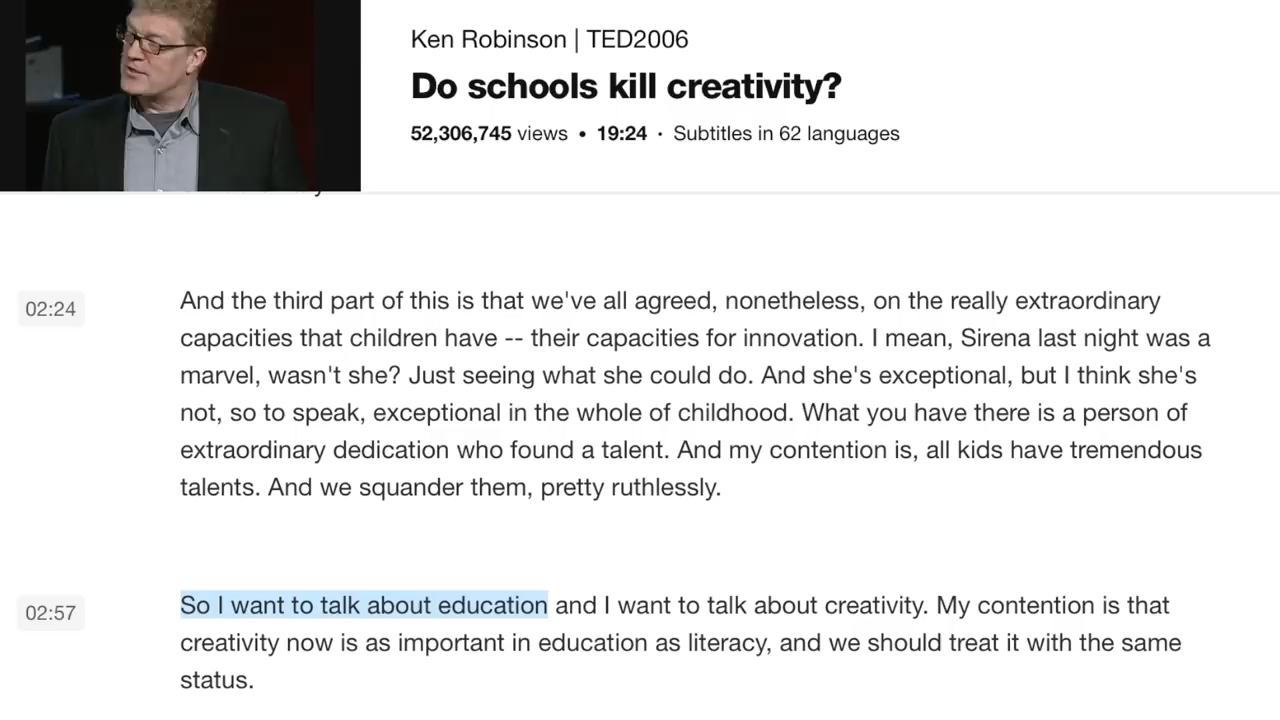 Ken Robinson | TED2006
Do schools kill creativity?
52,306,745 views • 19:24 · Subtitles in 62 languages
02:24
And the third part of this is that we've all agreed, nonetheless, on the really extraordinary
capacities that children have -- their capacities for innovation. I mean, Sirena last night was a
marvel, wasn't she? Just seeing what she could do. And she's exceptional, but I think she's
not, so to speak, exceptional in the whole of childhood. What you have there is a person of
extraordinary dedication who found a talent. And my contention is, all kids have tremendous
talents. And we squander them, pretty ruthlessly.
02:57
So I want to talk about education and I want to talk about creativity. My contention is that
creativity now is as important in education as literacy, and we should treat it with the same
status.